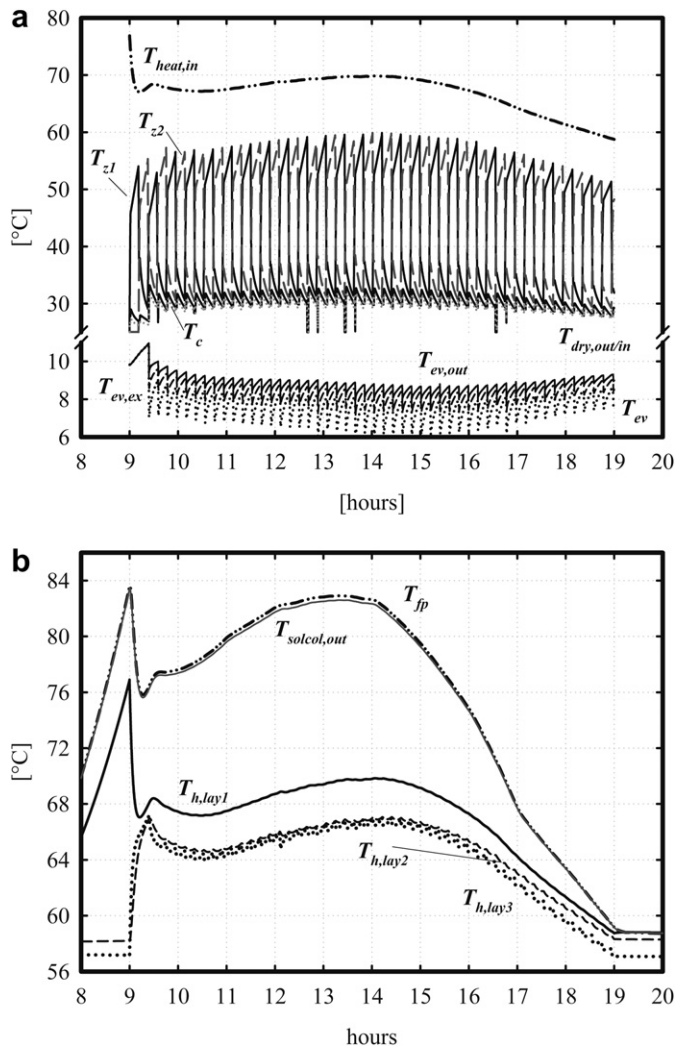 a
80
T_heat,in
70
T_z2
60
T_z1
50
[°C]
40
30
T_c
T_dry,out/in
T_ev,out
10
T_ev,ex
8
T_ev
6
8 9 10 11 12 13 14 15 16 17 18 19 20
[hours]
b
84
T_fp
80
T_solcol,out
76
[°C]
72
68
T_h,lay1
64
T_h,lay2
T_h,lay3
60
56
8 9 10 11 12 13 14 15 16 17 18 19 20
hours